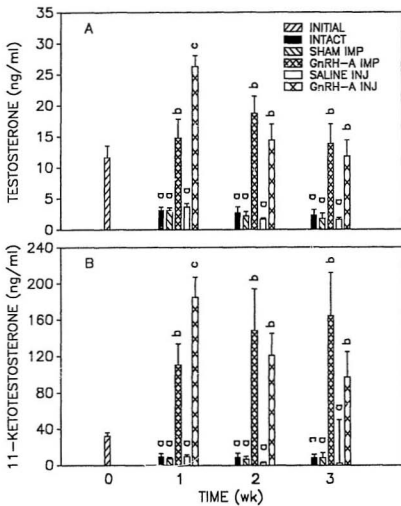 A
INITIAL
INTACT
SHAM IMP
GnRH-A IMP
SALINE INJ
GnRH-A INJ
TESTOSTERONE (ng/ml)
35
30
25
20
15
10
5
0
a a b a c
a a b a b
a a b a b
B
11-KETOTESTOSTERONE (ng/ml)
240
200
160
120
80
40
0
a a b a c
a a b a b
a a b a b
0 1 2 3
TIME (wk)